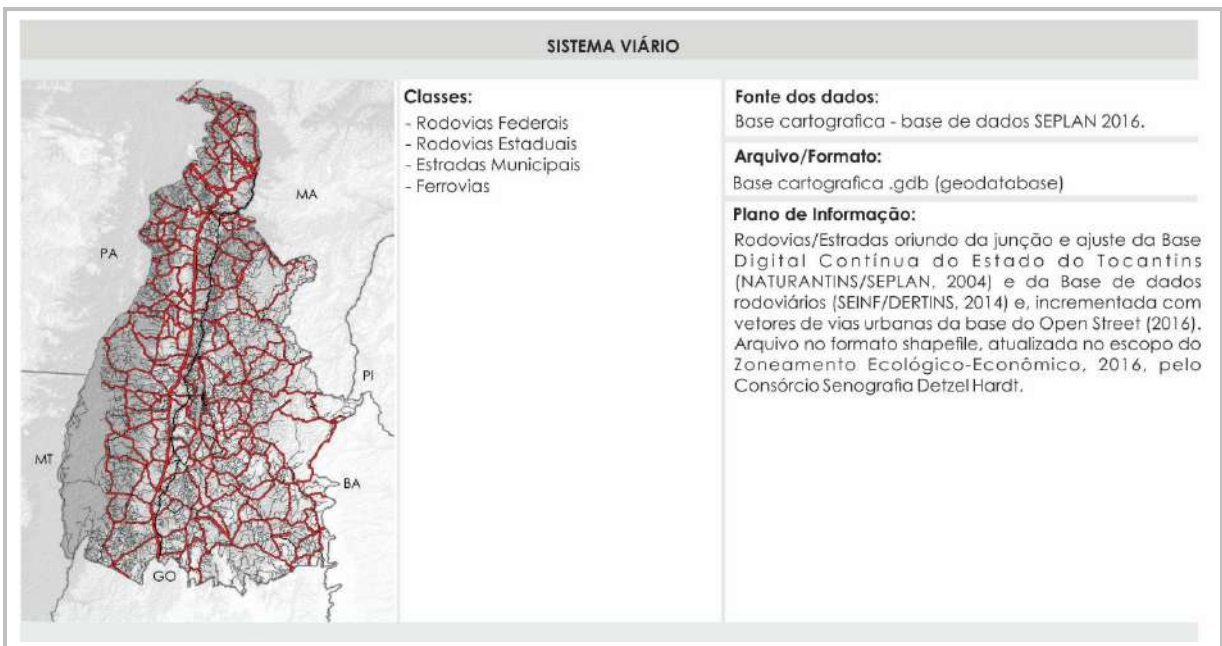 SISTEMA VIÁRIO
MA
PA
PI
MT
BA
GO
Classes:
- Rodovias Federais
- Rodovias Estaduais
- Estradas Municipais
- Ferrovias
Fonte dos dados:
Base cartografica - base de dados SEPLAN 2016.
Arquivo/Formato:
Base cartografica .gdb (geodatabase)
Plano de Informação:
Rodovias/Estradas oriundo da junção e ajuste da Base
Digital Contínua do Estado do Tocantins
(NATURANTINS/SEPLAN, 2004) e da Base de dados
rodoviários (SEINF/DERTINS, 2014) e, incrementada com
vetores de vias urbanas da base do Open Street (2016).
Arquivo no formato shapefile, atualizada no escopo do
Zoneamento Ecológico-Econômico, 2016, pelo
Consórcio Senografia Detzel Hardt.